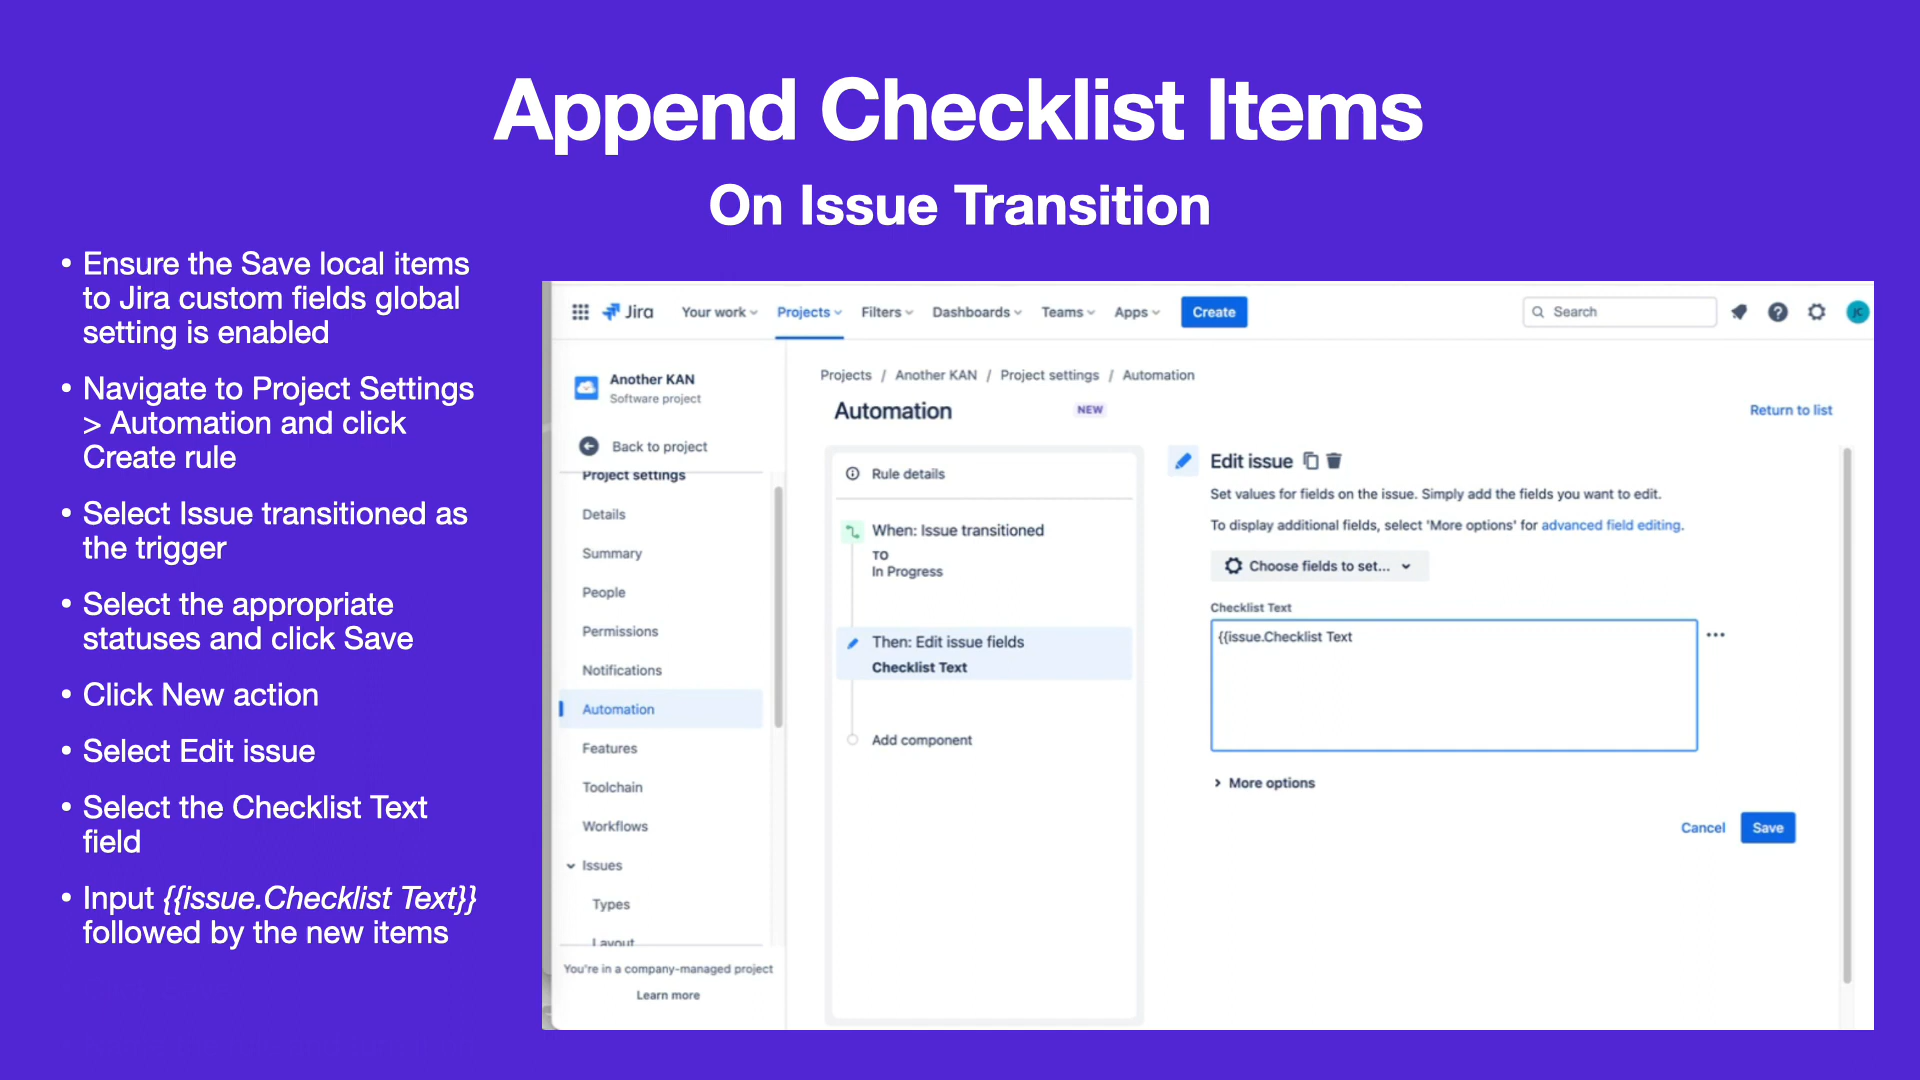 Append Checklist Items
On Issue Transition
• Ensure the Save local items
to Jira custom fields global
setting is enabled
• Navigate to Project Settings
> Automation and click
Create rule
• Select Issue transitioned as
the trigger
• Select the appropriate
statuses and click Save
• Click New action
• Select Edit issue
• Select the Checklist Text
field
• Input {{issue.Checklist Text}}
followed by the new items
Jira Your work Projects Filters Dashboards Teams Apps Create Search JC
Another KAN
Software project
Back to project
Project settings
Details
Summary
People
Permissions
Notifications
Automation
Features
Toolchain
Workflows
Issues
Types
Layout
You're in a company-managed project
Learn more
Projects / Another KAN / Project settings / Automation
Automation NEW Return to list
Rule details
When: Issue transitioned
TO
In Progress
Then: Edit issue fields
Checklist Text
Add component
Edit issue
Set values for fields on the issue. Simply add the fields you want to edit.
To display additional fields, select 'More options' for advanced field editing.
Choose fields to set...
Checklist Text
{{issue.Checklist Text
More options
Cancel Save